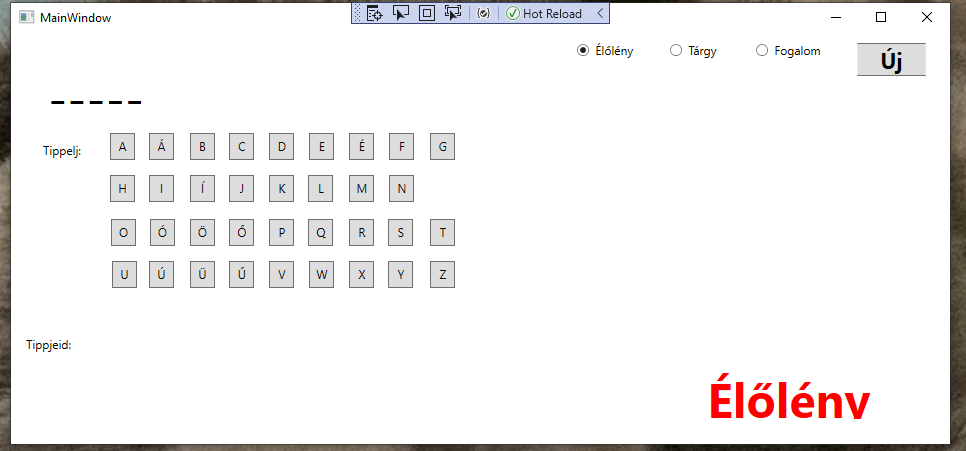 MainWindow
Hot Reload
Élőlény
Tárgy
Fogalom
Új
_ _ _ _ _
Tippelj:
A Á B C D E É F G
H I Í J K L M N
O Ó Ö Ő P Q R S T
U Ú Ü Ű V W X Y Z
Tippjeid:
Élőlény